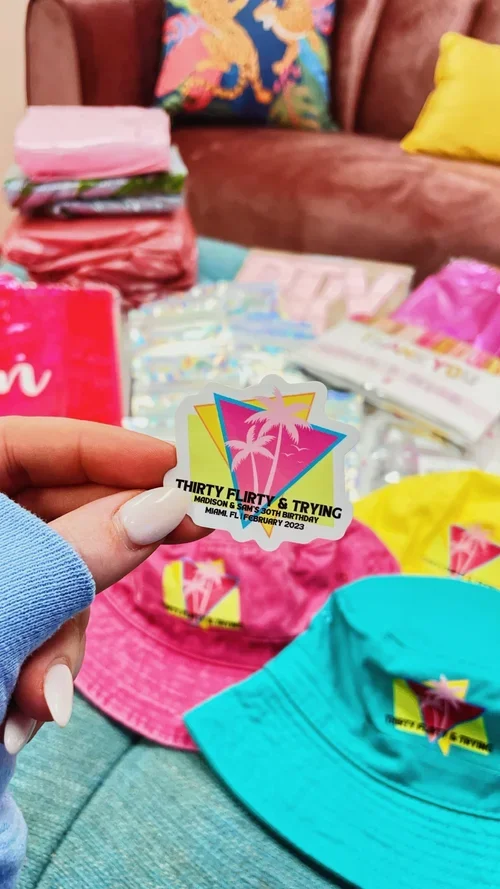 THIRTY FLIRTY & TRYING
MADISON & SAM'S 30TH BIRTHDAY
MIAMI, FL | FEBRUARY 2023
THIRTY FLIRTY & TRYING